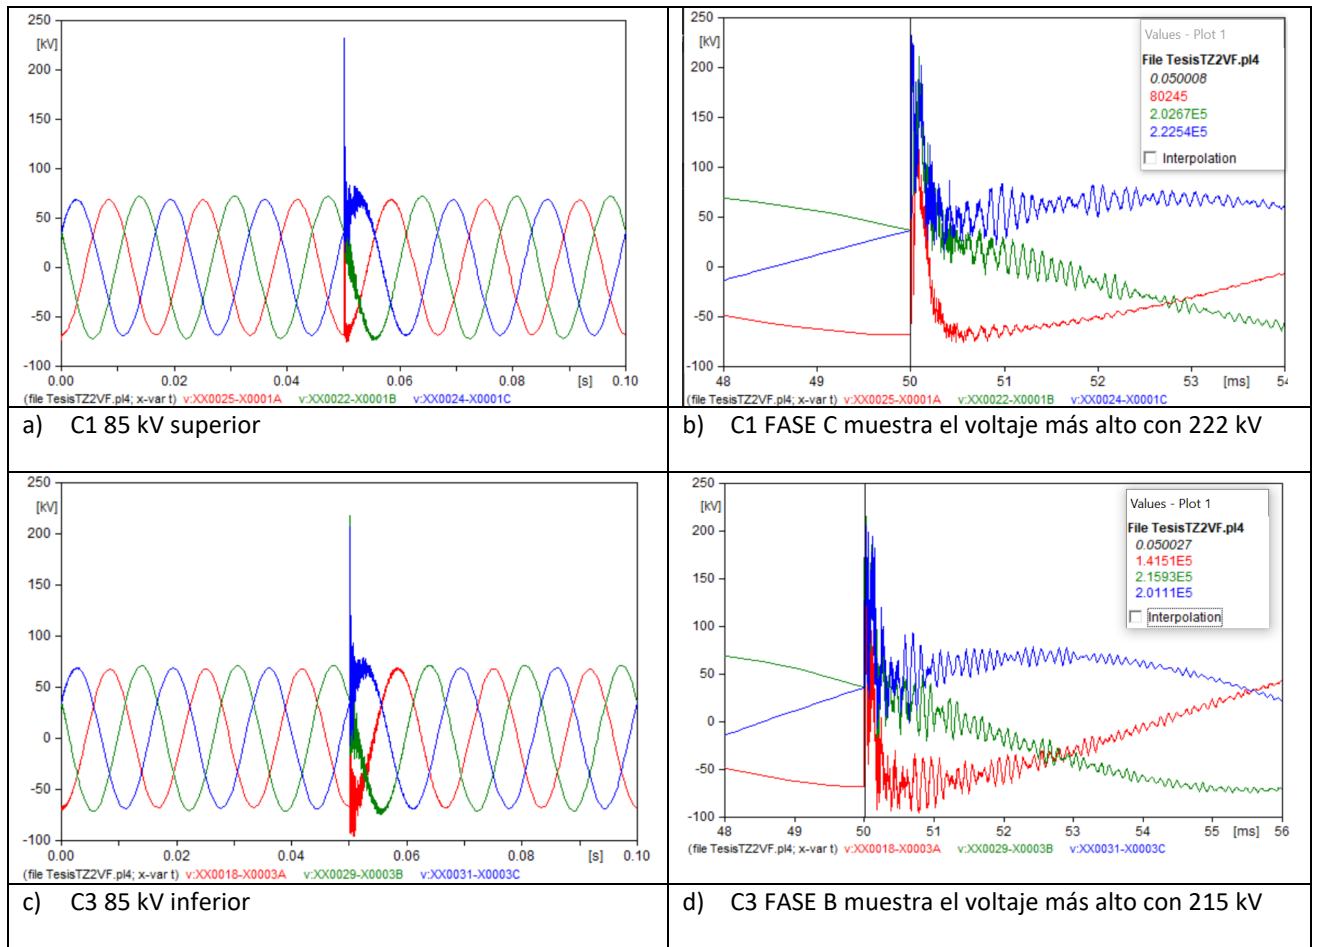 250
[kV]
200
150
100
50
0
-50
-100
0.00 0.02 0.04 0.06 0.08 [s] 0.10
(file TesisTZ2VF.pl4; x-var t) v:XX0025-X0001A v:XX0022-X0001B v:XX0024-X0001C
a) C1 85 kV superior
250
[kV]
200
150
100
50
0
-50
-100
48 49 50 51 52 53 [ms] 54
(file TesisTZ2VF.pl4; x-var t) v:XX0025-X0001A v:XX0022-X0001B v:XX0024-X0001C
Values - Plot 1
File TesisTZ2VF.pl4
0.050008
80245
2.0267E5
2.2254E5
Interpolation
b) C1 FASE C muestra el voltaje más alto con 222 kV
250
[kV]
200
150
100
50
0
-50
-100
0.00 0.02 0.04 0.06 0.08 [s] 0.10
(file TesisTZ2VF.pl4; x-var t) v:XX0018-X0003A v:XX0029-X0003B v:XX0031-X0003C
c) C3 85 kV inferior
250
[kV]
200
150
100
50
0
-50
-100
48 49 50 51 52 53 54 55 [ms] 56
(file TesisTZ2VF.pl4; x-var t) v:XX0018-X0003A v:XX0029-X0003B v:XX0031-X0003C
Values - Plot 1
File TesisTZ2VF.pl4
0.050027
1.4151E5
2.1593E5
2.0111E5
Interpolation
d) C3 FASE B muestra el voltaje más alto con 215 kV